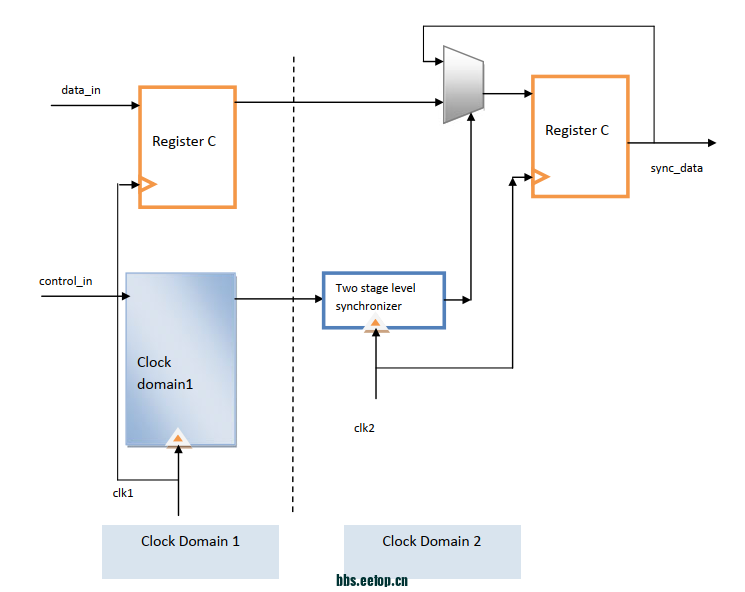 data_in
Register C
Register C
sync_data
control_in
Two stage level
synchronizer
Clock
domain1
clk2
clk1
Clock Domain 1
Clock Domain 2
bbs.eetop.cn